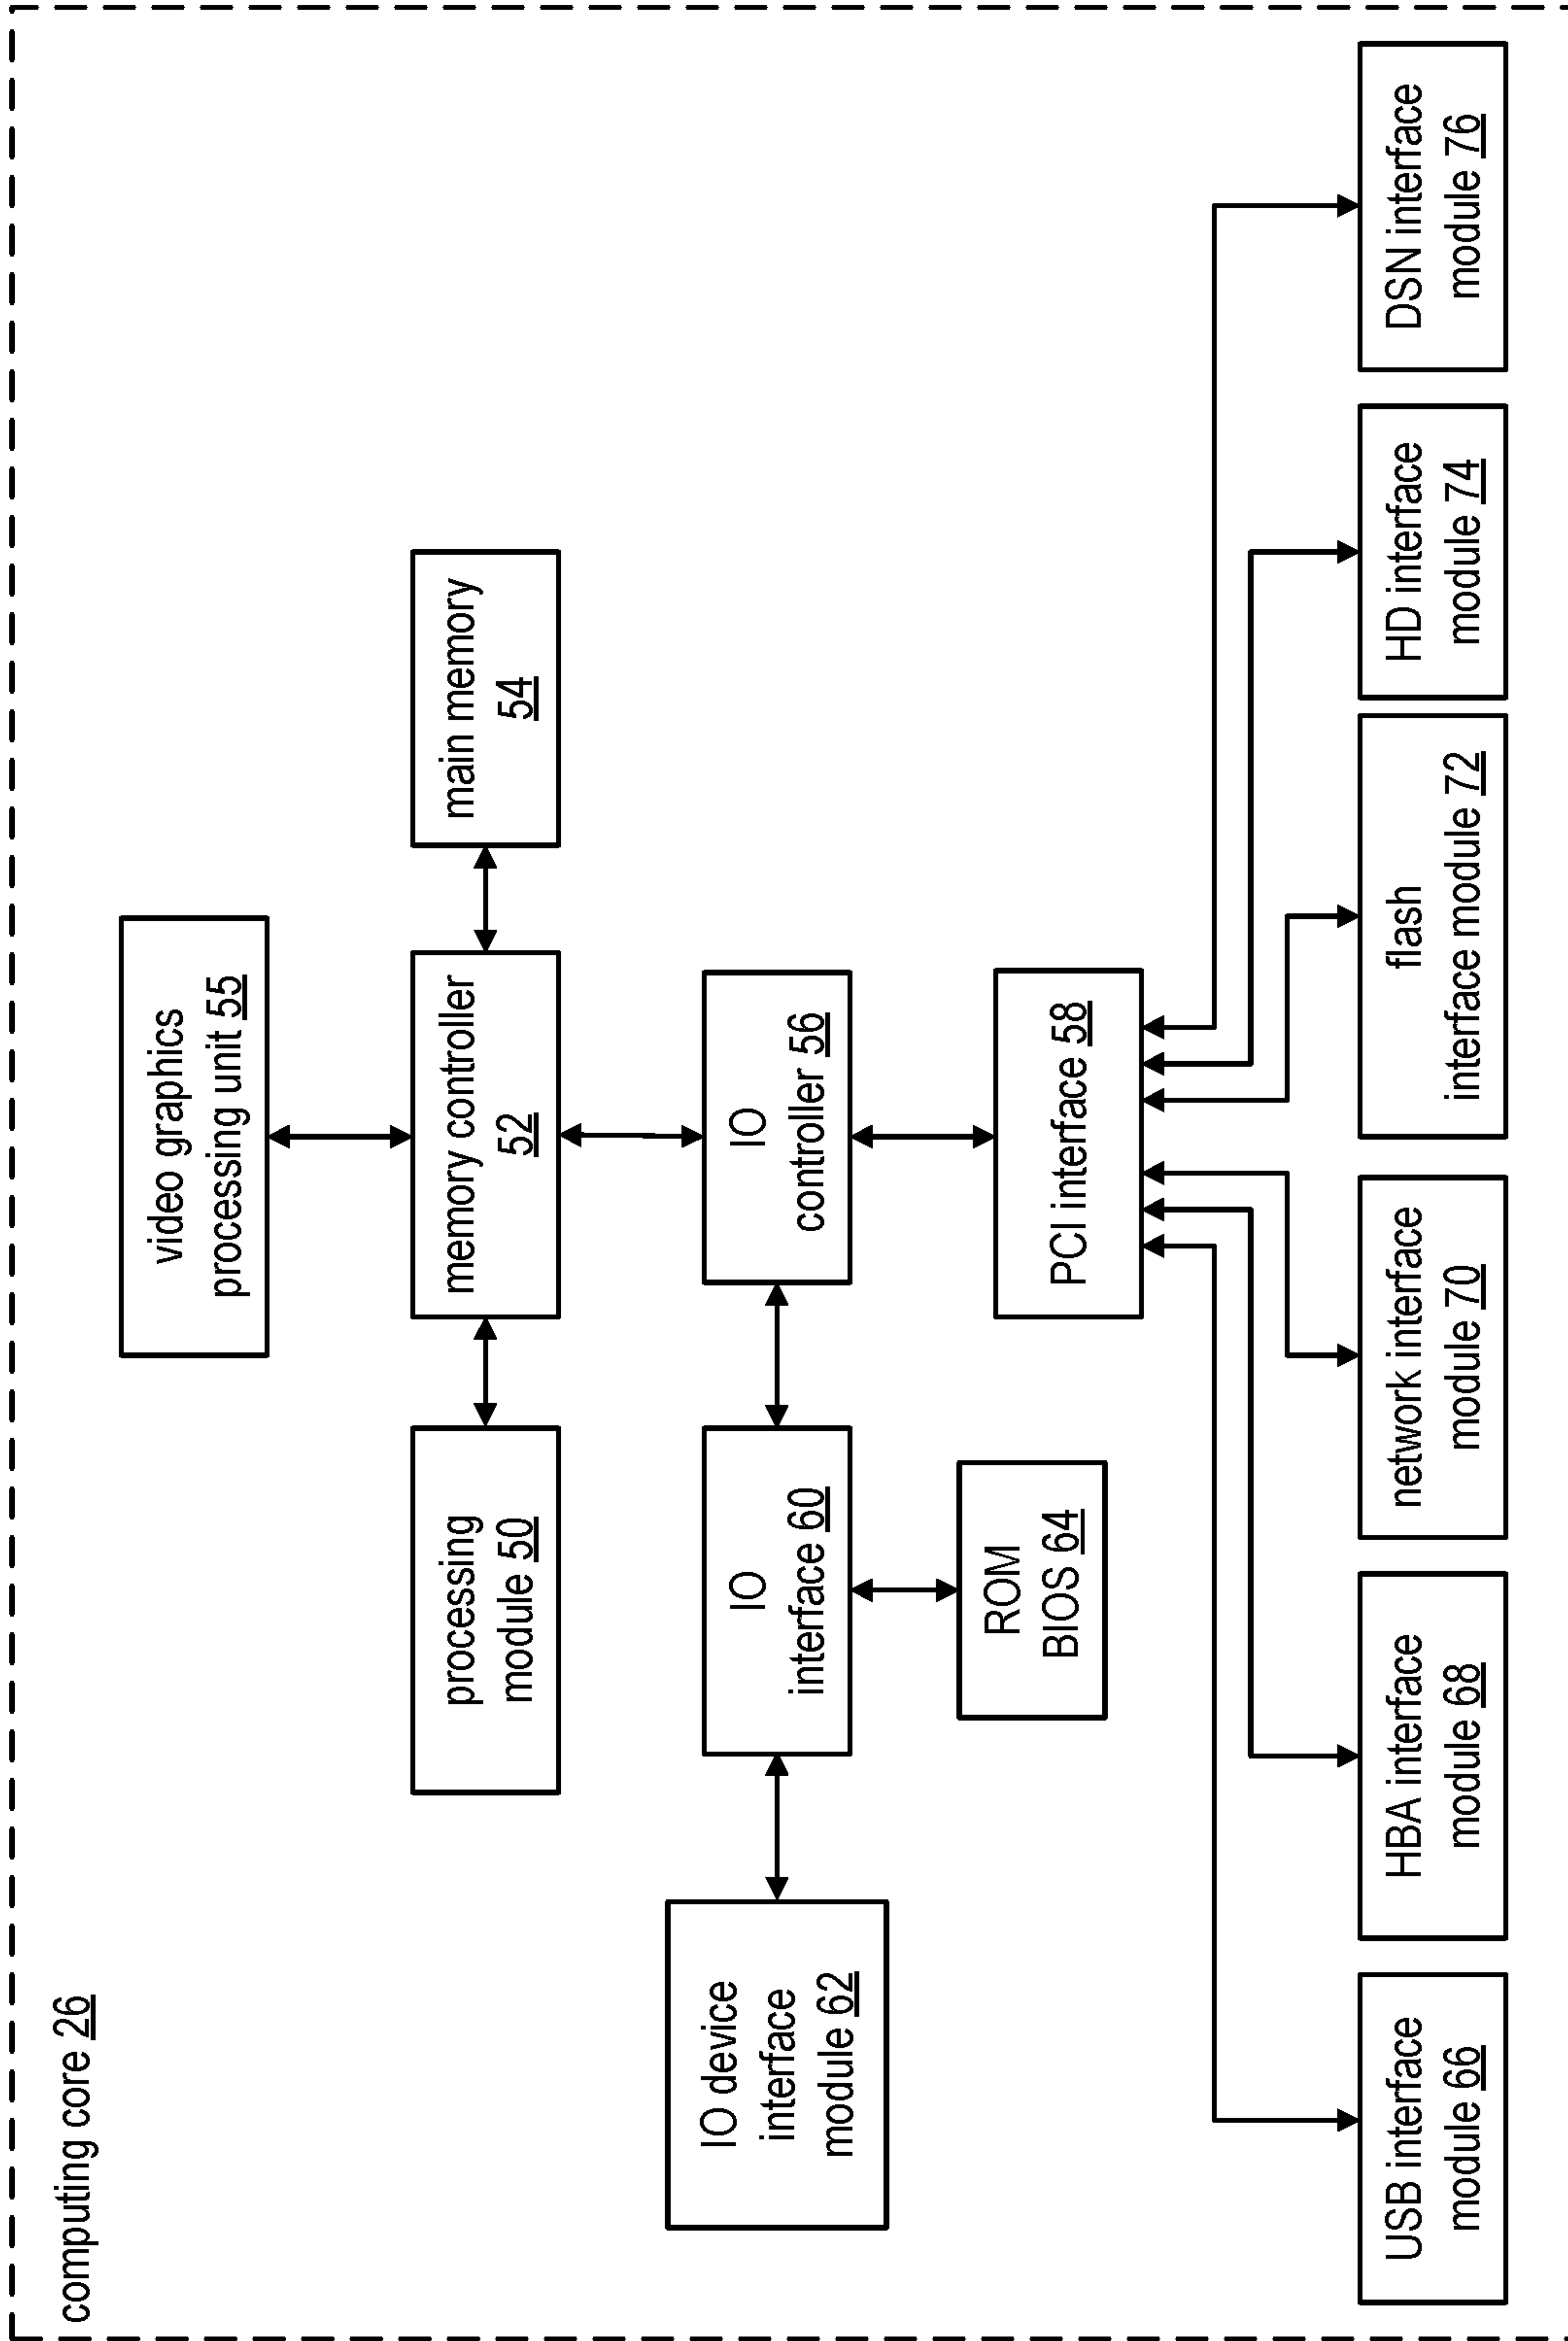 computing core 26
video graphics
processing unit 55
processing
module 50
memory controller
52
main memory
54
IO device
interface
module 62
IO
interface 60
IO
controller 56
ROM
BIOS 64
PCI interface 58
USB interface
module 66
HBA interface
module 68
network interface
module 70
flash
interface module 72
HD interface
module 74
DSN interface
module 76